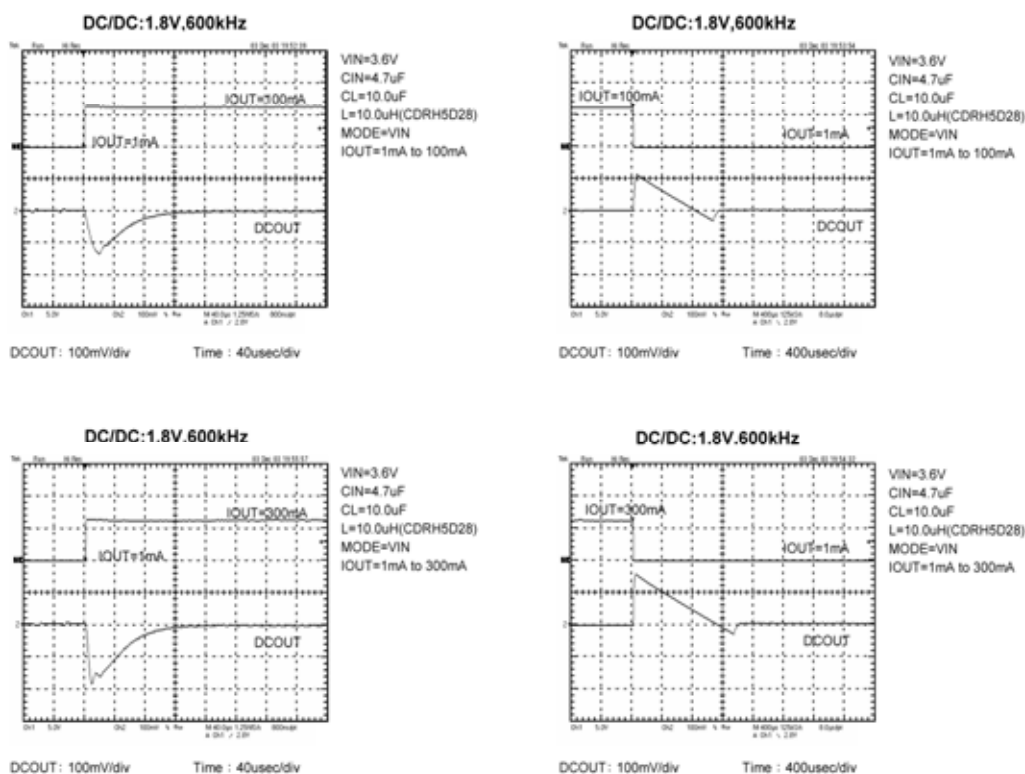 DC/DC:1.8V,600kHz
VIN=3.6V
CIN=4.7uF
CL=10.0uF
L=10.0uH(CDRH5D28)
MODE=VIN
IOUT=1mA to 100mA
IOUT=100mA
IOUT=1mA
DCOUT
DCOUT: 100mV/div Time : 40usec/div
DC/DC:1.8V,600kHz
VIN=3.6V
CIN=4.7uF
CL=10.0uF
L=10.0uH(CDRH5D28)
MODE=VIN
IOUT=1mA to 100mA
IOUT=100mA
IOUT=1mA
DCOUT
DCOUT: 100mV/div Time : 400usec/div
DC/DC:1.8V.600kHz
VIN=3.6V
CIN=4.7uF
CL=10.0uF
L=10.0uH(CDRH5D28)
MODE=VIN
IOUT=1mA to 300mA
IOUT=300mA
IOUT=1mA
DCOUT
DCOUT: 100mV/div Time : 40usec/div
DC/DC:1.8V.600kHz
VIN=3.6V
CIN=4.7uF
CL=10.0uF
L=10.0uH(CDRH5D28)
MODE=VIN
IOUT=1mA to 300mA
IOUT=300mA
IOUT=1mA
DCOUT
DCOUT: 100mV/div Time : 400usec/div